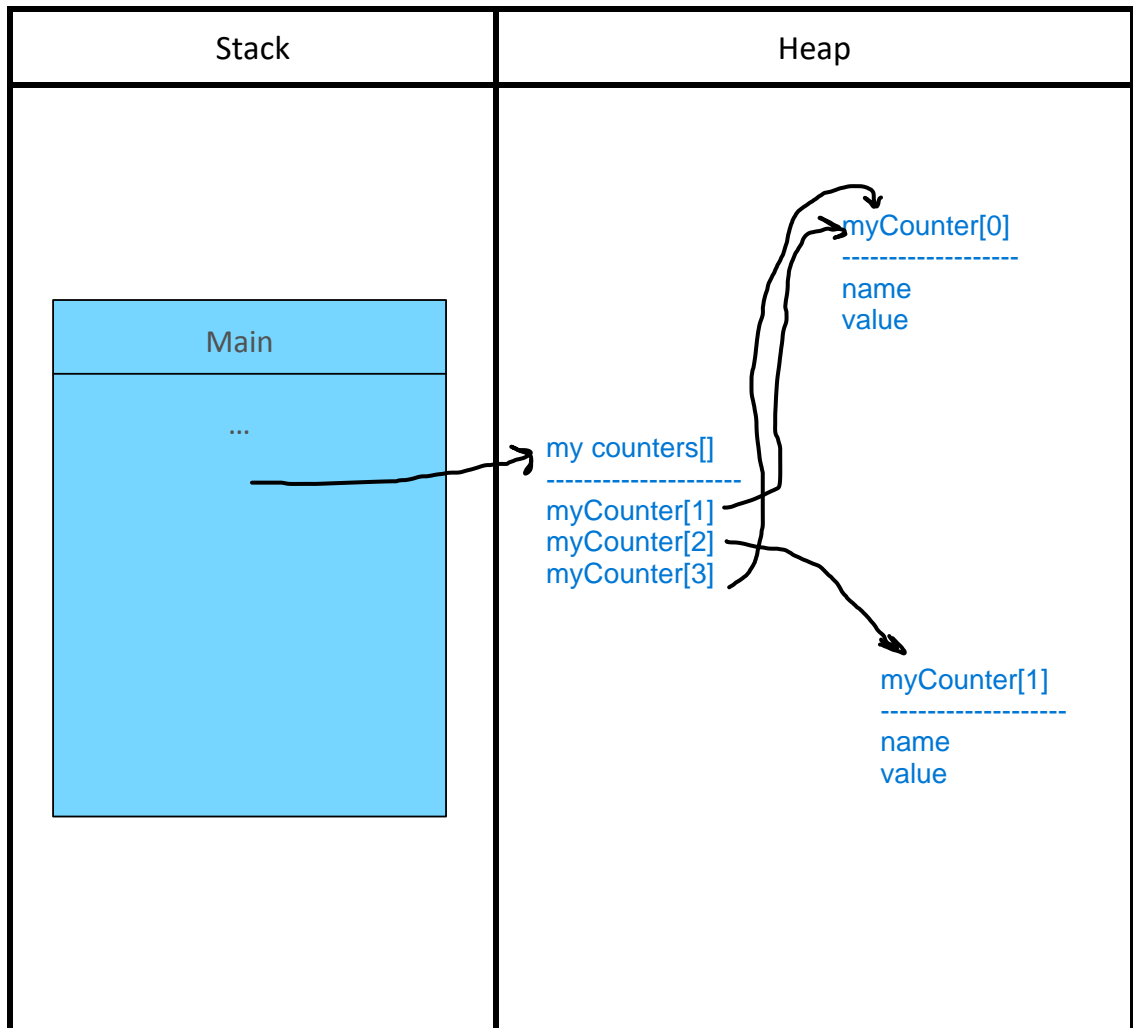 Stack
Heap
myCounter[0]
-------------------
name
value
Main
...
my counters[]
---------------------
myCounter[1]
myCounter[2]
myCounter[3]
myCounter[1]
--------------------
name
value